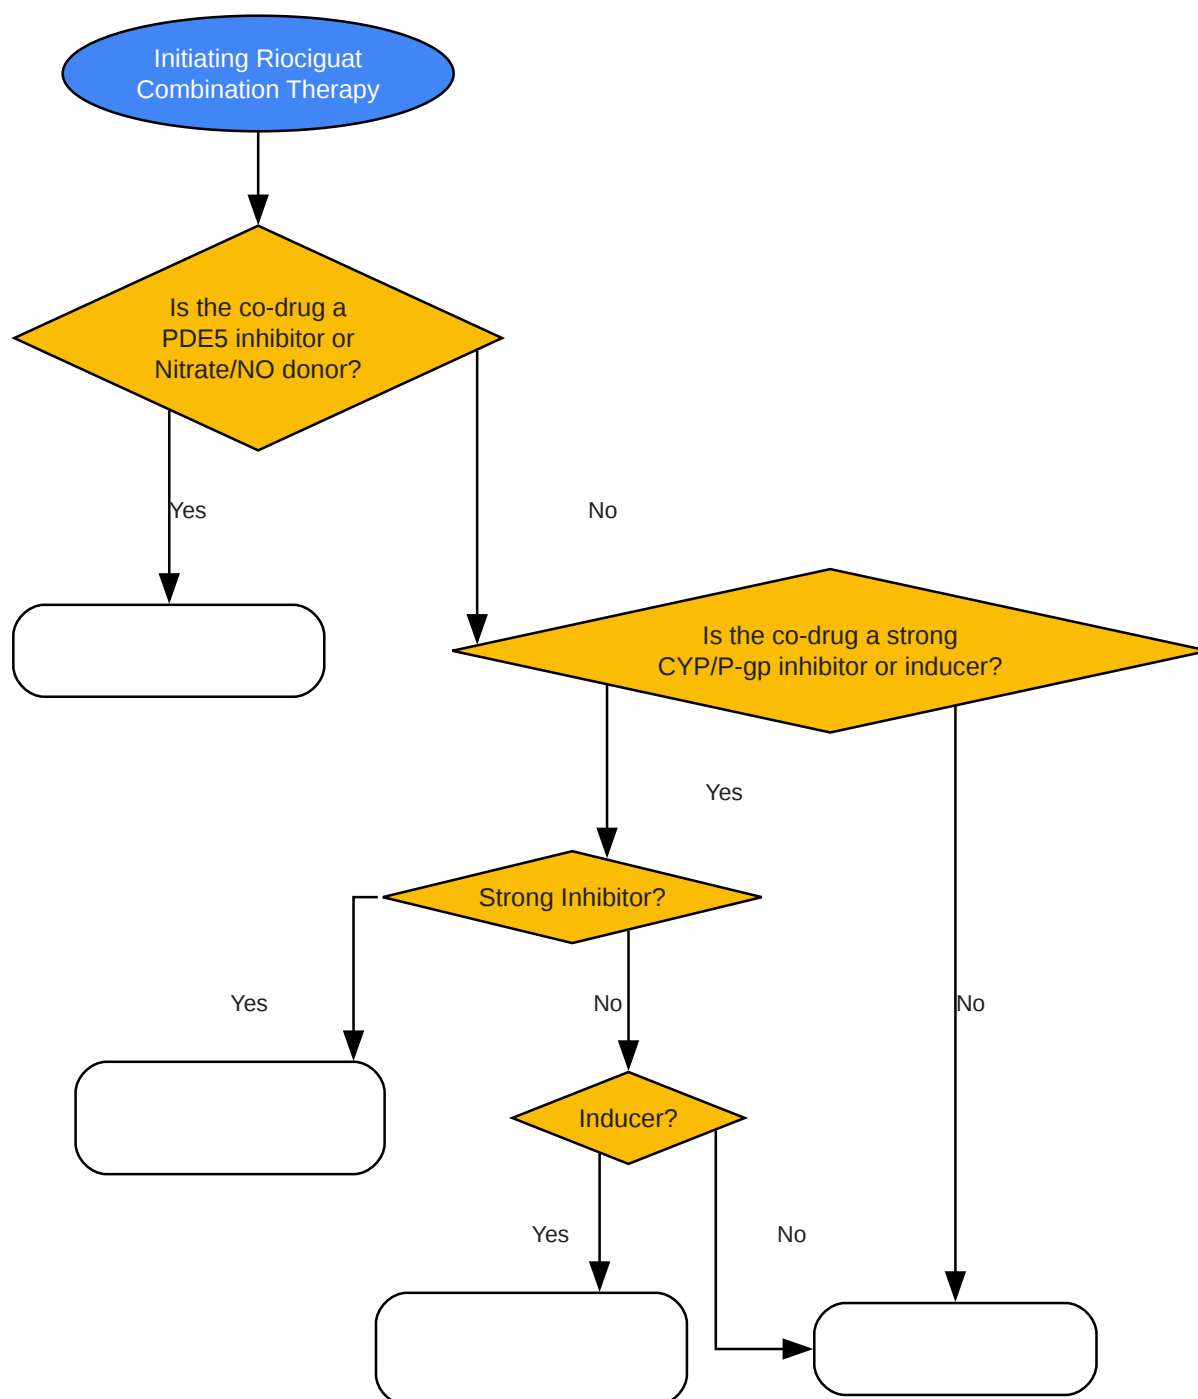 Initiating Riociguat
Combination Therapy
Is the co-drug a
PDE5 inhibitor or
Nitrate/NO donor?
Yes
No
Is the co-drug a strong
CYP/P-gp inhibitor or inducer?
Yes
Strong Inhibitor?
Yes
No
No
Inducer?
Yes
No